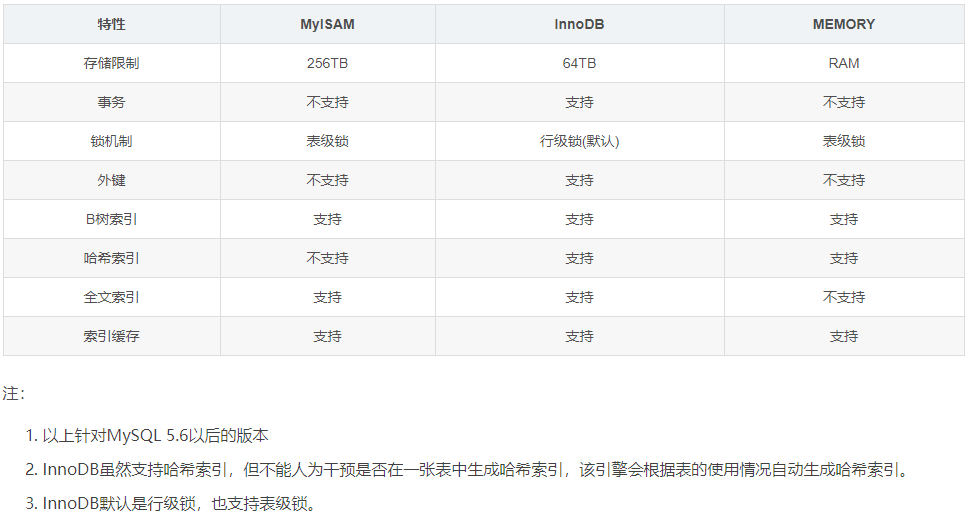 特性 MyISAM InnoDB MEMORY
存储限制 256TB 64TB RAM
事务 不支持 支持 不支持
锁机制 表级锁 行级锁(默认) 表级锁
外键 不支持 支持 不支持
B树索引 支持 支持 支持
哈希索引 不支持 支持 支持
全文索引 支持 支持 不支持
索引缓存 支持 支持 支持
注：
1. 以上针对MySQL 5.6以后的版本
2. InnoDB虽然支持哈希索引，但不能人为干预是否在一张表中生成哈希索引，该引擎会根据表的使用情况自动生成哈希索引。
3. InnoDB默认是行级锁，也支持表级锁。